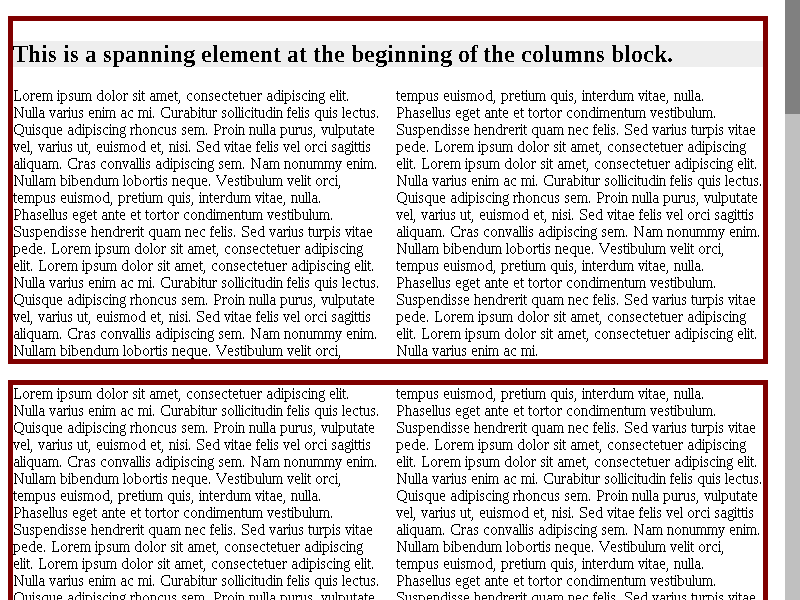 This is a spanning element at the beginning of the columns block.
Lorem ipsum dolor sit amet, consectetuer adipiscing elit.
Nulla varius enim ac mi. Curabitur sollicitudin felis quis lectus.
Quisque adipiscing rhoncus sem. Proin nulla purus, vulputate
vel, varius ut, euismod et, nisi. Sed vitae felis vel orci sagittis
aliquam. Cras convallis adipiscing sem. Nam nonummy enim.
Nullam bibendum lobortis neque. Vestibulum velit orci,
tempus euismod, pretium quis, interdum vitae, nulla.
Phasellus eget ante et tortor condimentum vestibulum.
Suspendisse hendrerit quam nec felis. Sed varius turpis vitae
pede. Lorem ipsum dolor sit amet, consectetuer adipiscing
elit. Lorem ipsum dolor sit amet, consectetuer adipiscing elit.
Nulla varius enim ac mi. Curabitur sollicitudin felis quis lectus.
Quisque adipiscing rhoncus sem. Proin nulla purus, vulputate
vel, varius ut, euismod et, nisi. Sed vitae felis vel orci sagittis
aliquam. Cras convallis adipiscing sem. Nam nonummy enim.
Nullam bibendum lobortis neque. Vestibulum velit orci,
tempus euismod, pretium quis, interdum vitae, nulla.
Phasellus eget ante et tortor condimentum vestibulum.
Suspendisse hendrerit quam nec felis. Sed varius turpis vitae
pede. Lorem ipsum dolor sit amet, consectetuer adipiscing
elit. Lorem ipsum dolor sit amet, consectetuer adipiscing elit.
Nulla varius enim ac mi. Curabitur sollicitudin felis quis lectus.
Quisque adipiscing rhoncus sem. Proin nulla purus, vulputate
vel, varius ut, euismod et, nisi. Sed vitae felis vel orci sagittis
aliquam. Cras convallis adipiscing sem. Nam nonummy enim.
Nullam bibendum lobortis neque. Vestibulum velit orci,
tempus euismod, pretium quis, interdum vitae, nulla.
Phasellus eget ante et tortor condimentum vestibulum.
Suspendisse hendrerit quam nec felis. Sed varius turpis vitae
pede. Lorem ipsum dolor sit amet, consectetuer adipiscing
elit. Lorem ipsum dolor sit amet, consectetuer adipiscing elit.
Nulla varius enim ac mi.
Lorem ipsum dolor sit amet, consectetuer adipiscing elit.
Nulla varius enim ac mi. Curabitur sollicitudin felis quis lectus.
Quisque adipiscing rhoncus sem. Proin nulla purus, vulputate
vel, varius ut, euismod et, nisi. Sed vitae felis vel orci sagittis
aliquam. Cras convallis adipiscing sem. Nam nonummy enim.
Nullam bibendum lobortis neque. Vestibulum velit orci,
tempus euismod, pretium quis, interdum vitae, nulla.
Phasellus eget ante et tortor condimentum vestibulum.
Suspendisse hendrerit quam nec felis. Sed varius turpis vitae
pede. Lorem ipsum dolor sit amet, consectetuer adipiscing
elit. Lorem ipsum dolor sit amet, consectetuer adipiscing elit.
Nulla varius enim ac mi. Curabitur sollicitudin felis quis lectus.
Quisque adipiscing rhoncus sem. Proin nulla purus, vulputate
tempus euismod, pretium quis, interdum vitae, nulla.
Phasellus eget ante et tortor condimentum vestibulum.
Suspendisse hendrerit quam nec felis. Sed varius turpis vitae
pede. Lorem ipsum dolor sit amet, consectetuer adipiscing
elit. Lorem ipsum dolor sit amet, consectetuer adipiscing elit.
Nulla varius enim ac mi. Curabitur sollicitudin felis quis lectus.
Quisque adipiscing rhoncus sem. Proin nulla purus, vulputate
vel, varius ut, euismod et, nisi. Sed vitae felis vel orci sagittis
aliquam. Cras convallis adipiscing sem. Nam nonummy enim.
Nullam bibendum lobortis neque. Vestibulum velit orci,
tempus euismod, pretium quis, interdum vitae, nulla.
Phasellus eget ante et tortor condimentum vestibulum.
Suspendisse hendrerit quam nec felis. Sed varius turpis vitae